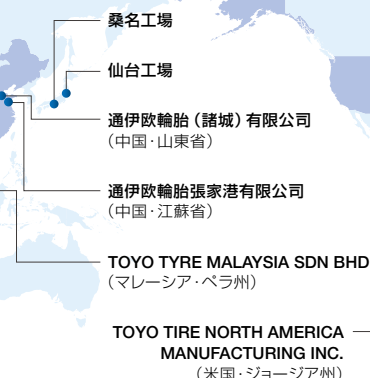 桑名工場
仙台工場
通伊欧輪胎(諸城)有限公司
(中国・山東省)
通伊欧輪胎張家港有限公司
(中国・江蘇省)
TOYO TYRE MALAYSIA SDN BHD
(マレーシア・ペラ州)
TOYO TIRE NORTH AMERICA
MANUFACTURING INC.
(米国・ジョージア州)